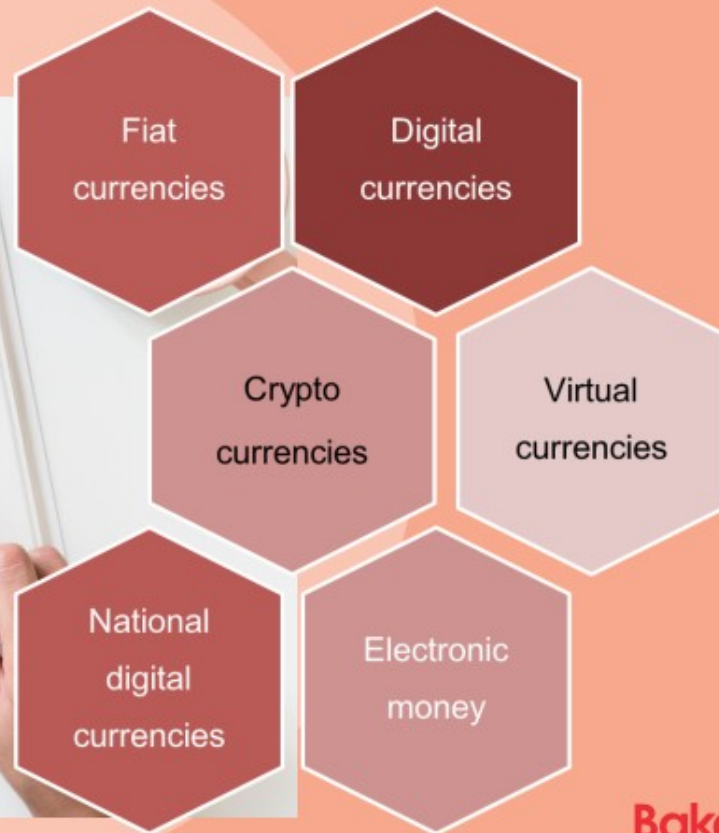 Fiat
currencies
Digital
currencies
Crypto
currencies
Virtual
currencies
National
digital
currencies
Electronic
money